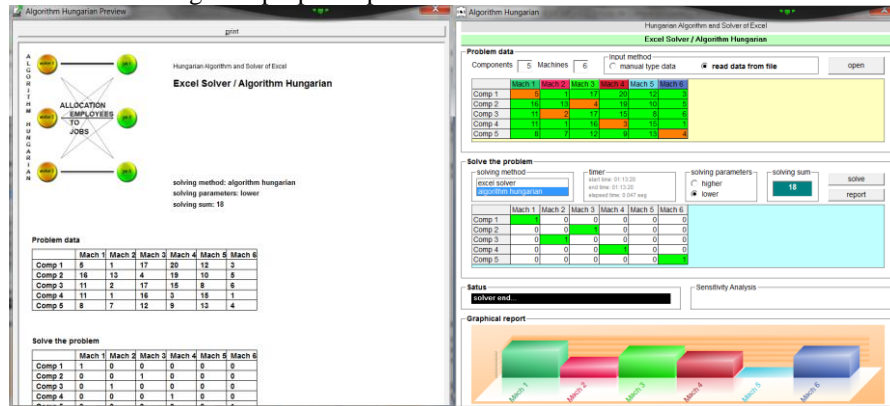 Algorithm Hungarian Preview
print
ALGORITHM HUNGARIAN
ALLOCATION
EMPLOYEES
TO
JOBS
Hungarian Algorithm and Solver of Excel
Excel Solver / Algorithm Hungarian
solving method: algorithm hungarian
solving parameters: lower
solving sum: 18
Problem data
Mach 1 Mach 2 Mach 3 Mach 4 Mach 5 Mach 6
Comp 1 5 1 17 20 12 3
Comp 2 16 13 4 19 10 5
Comp 3 11 2 17 15 8 6
Comp 4 11 1 16 3 15 1
Comp 5 8 7 12 9 13 4
Solve the problem
Mach 1 Mach 2 Mach 3 Mach 4 Mach 5 Mach 6
Comp 1 1 0 0 0 0 0
Comp 2 0 0 1 0 0 0
Comp 3 0 1 0 0 0 0
Comp 4 0 0 0 1 0 0
Algorithm Hungarian
Hungarian Algorithm and Solver of Excel
Excel Solver / Algorithm Hungarian
Problem data
Components 5 Machines 6
Input method
manual type data read data from file
open
Mach 1 Mach 2 Mach 3 Mach 4 Mach 5 Mach 6
Comp 1 5 1 17 20 12 3
Comp 2 16 13 4 19 10 5
Comp 3 11 2 17 15 8 6
Comp 4 11 1 16 3 15 1
Comp 5 8 7 12 9 13 4
Solve the problem
solving method
excel solver
algorithm hungarian
timer
start time: 01:13:20
end time: 01:13:20
elapsed time: 0.047 seg
solving parameters
higher
lower
solving sum
18
solve
report
Mach 1 Mach 2 Mach 3 Mach 4 Mach 5 Mach 6
Comp 1 1 0 0 0 0 0
Comp 2 0 0 1 0 0 0
Comp 3 0 1 0 0 0 0
Comp 4 0 0 0 1 0 0
Comp 5 0 0 0 0 0 1
Satus
solver end...
Sensitivity Analysis
Graphical report
Mach 1 Mach 2 Mach 3 Mach 4 Mach 5 Mach 6